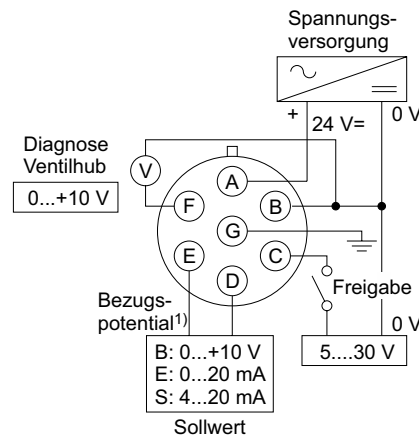 Spannungs-
versorgung
+
24 V=
0 V
Diagnose
Ventilhub
0...+10 V
V
A
F
B
G
E
C
D
Freigabe
Bezugs-
potential1)
0 V
B: 0...+10 V
E: 0...20 mA
S: 4...20 mA
5....30 V
Sollwert